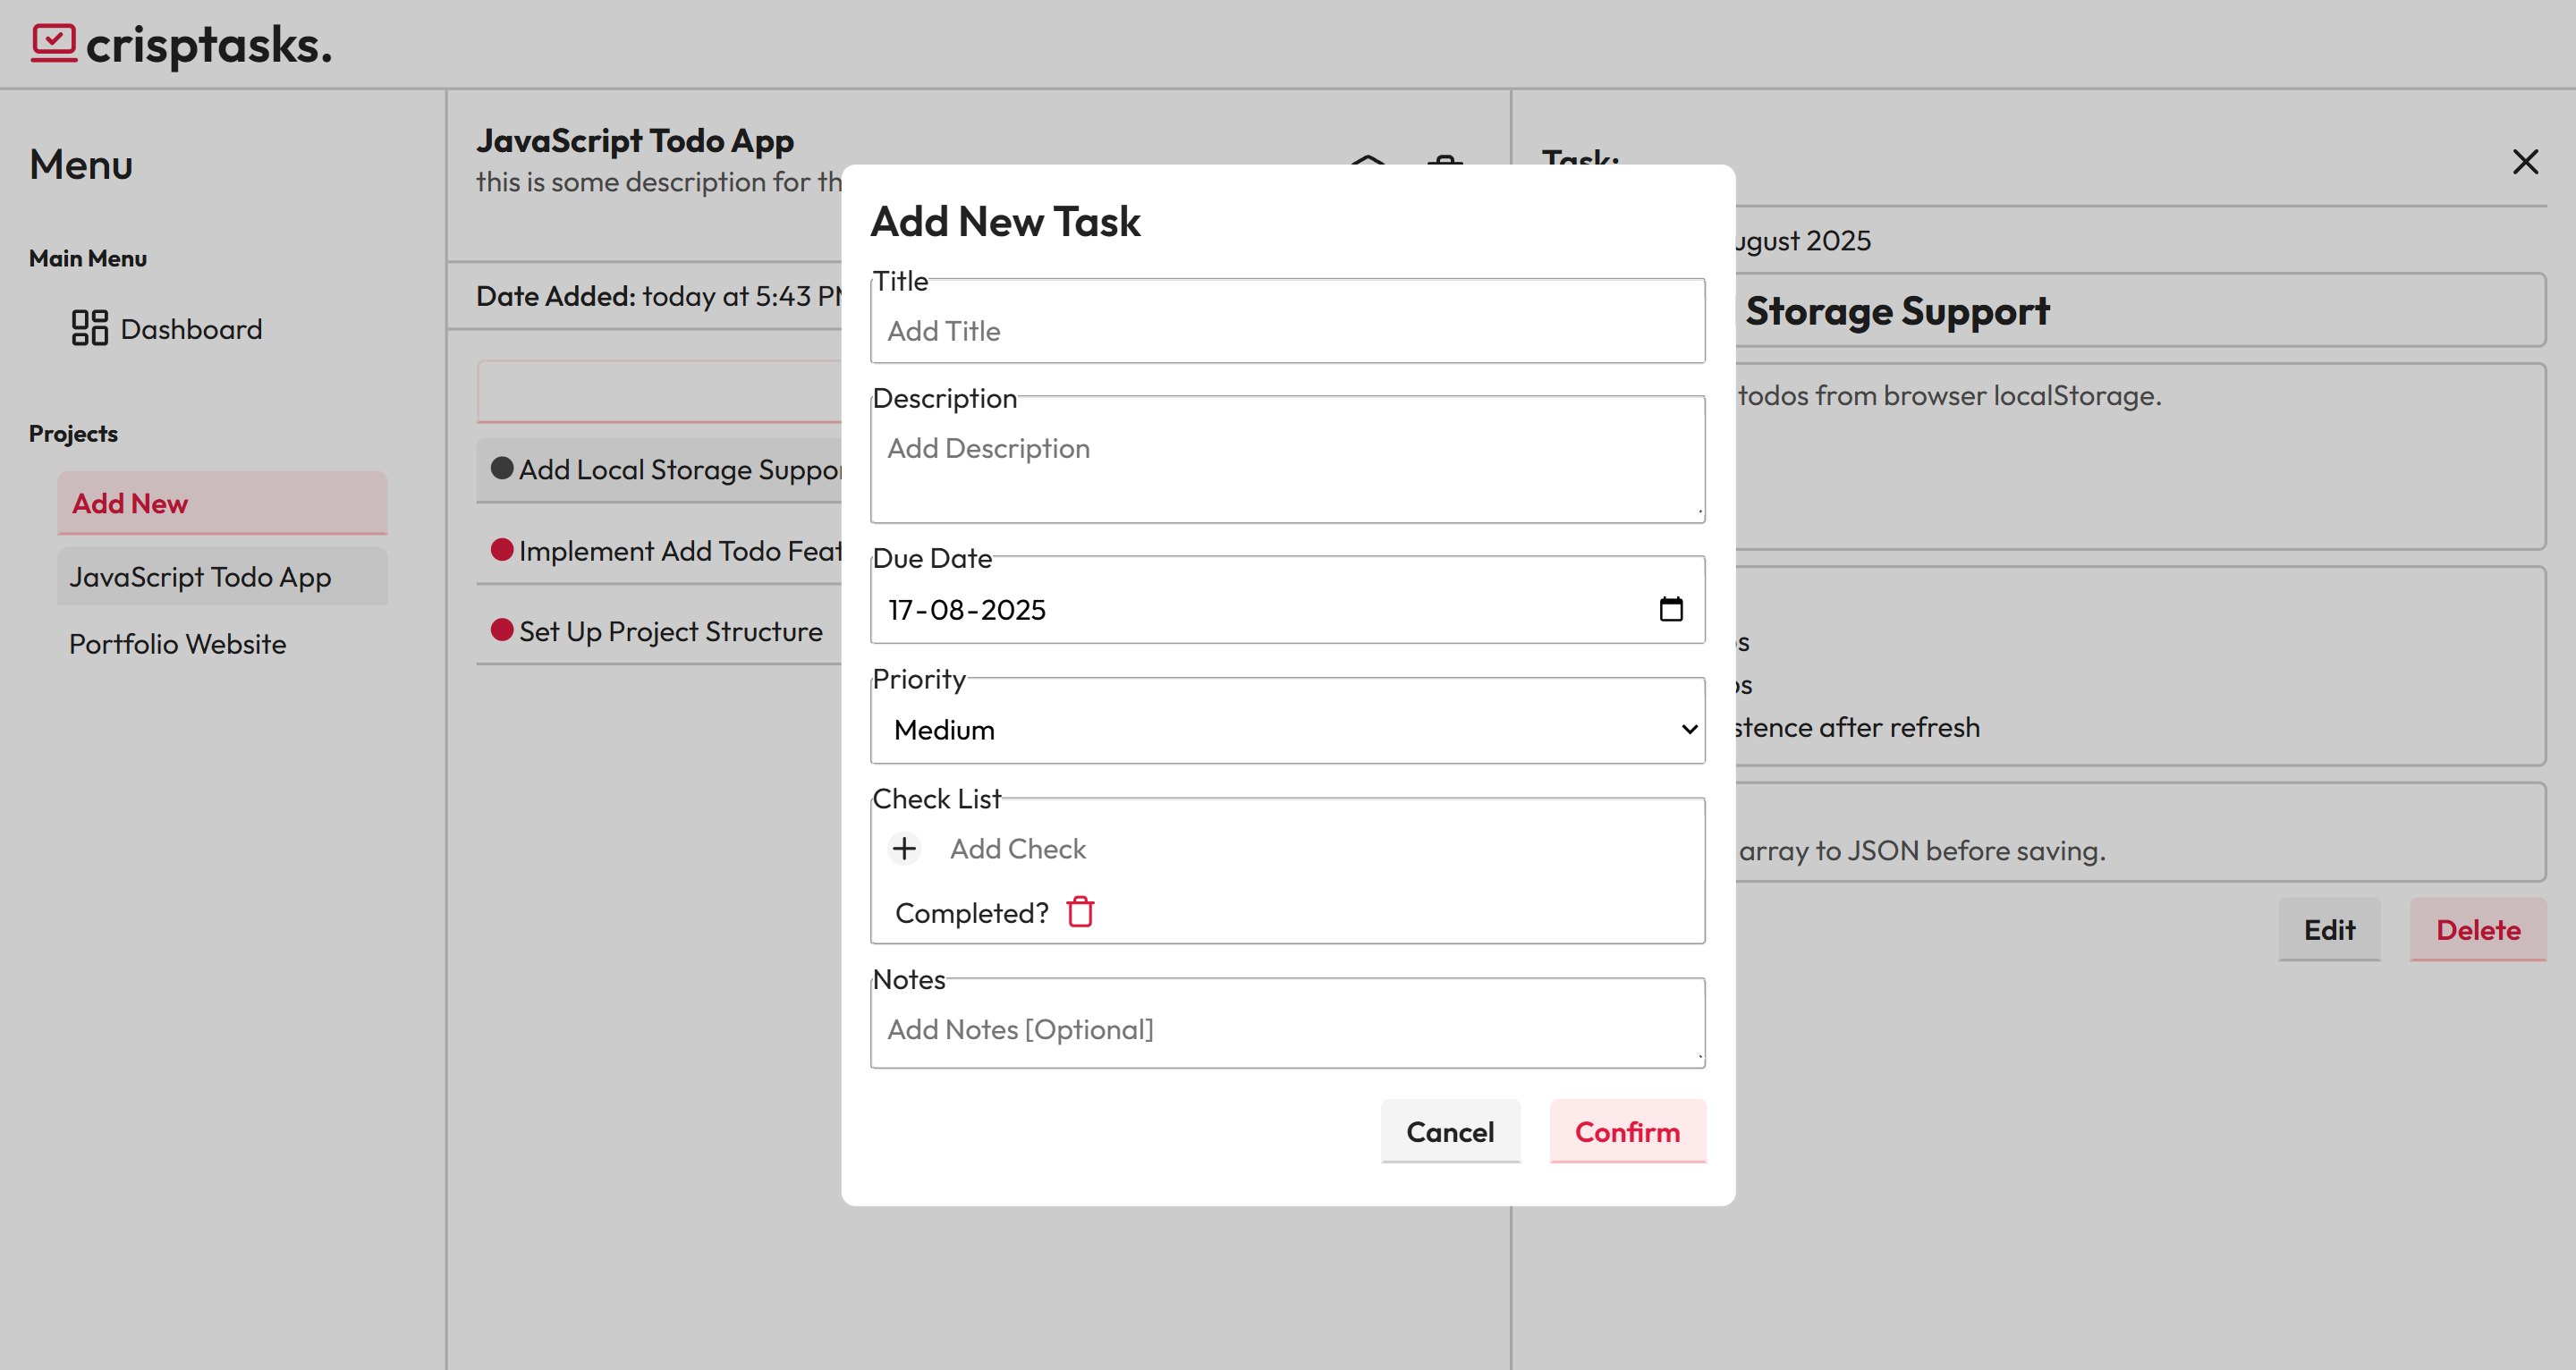 crisptasks.
Menu
Main Menu
Dashboard
Projects
Add New
JavaScript Todo App
Portfolio Website
JavaScript Todo App
this is some description for th
Date Added: today at 5:43 PM
Add Local Storage Suppor
Implement Add Todo Feat
Set Up Project Structure
Add New Task
Title
Add Title
Description
Add Description
Due Date
17-08-2025
Priority
Medium
Check List
Add Check
Completed?
Notes
Add Notes [Optional]
Cancel
Confirm
Task:
ugust 2025
Storage Support
todos from browser localStorage.
s
os
stence after refresh
array to JSON before saving.
Edit
Delete